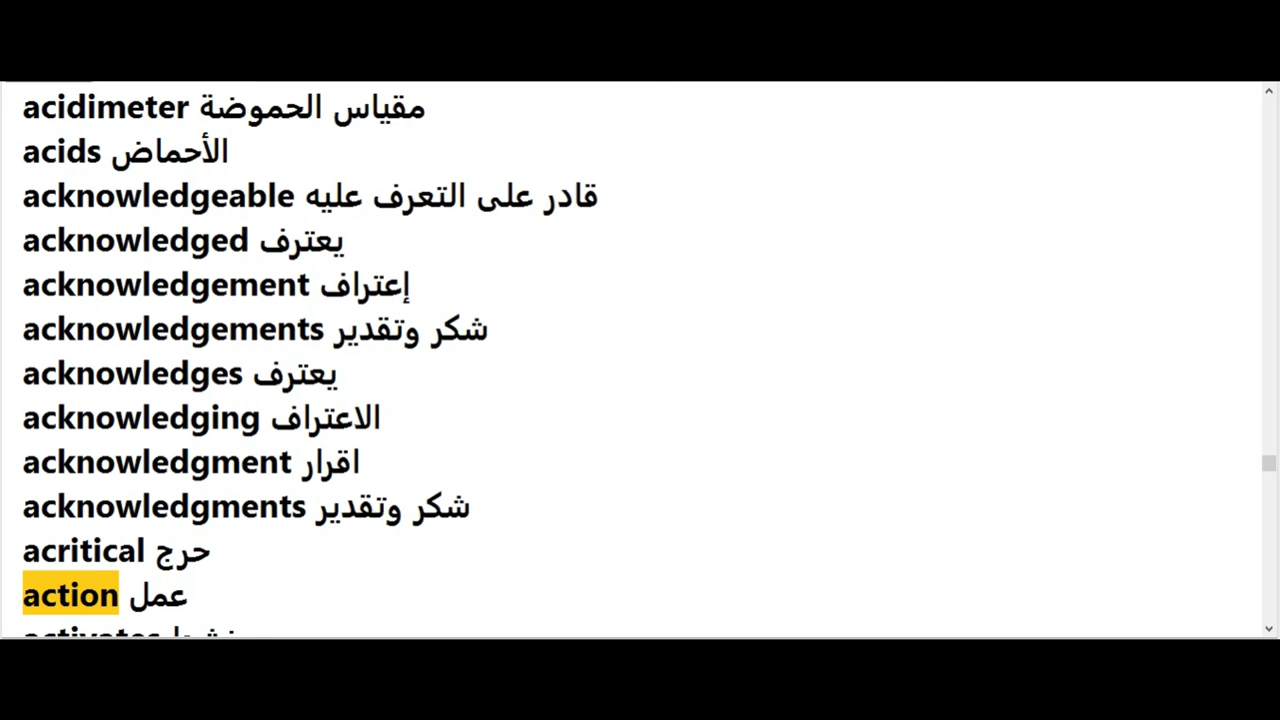 acidimeter مقياس الحموضة
acids الأحماض
acknowledgeable قادر على التعرف عليه
acknowledged يعترف
acknowledgement إعتراف
acknowledgements شكر وتقدير
acknowledges يعترف
acknowledging الاعتراف
acknowledgment اقرار
acknowledgments شكر وتقدير
acritical حرج
action عمل